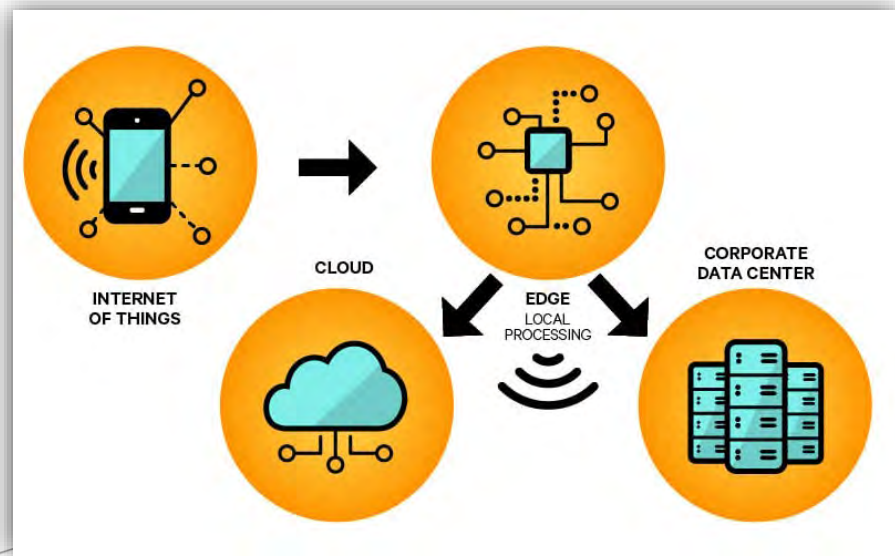 INTERNET
OF THINGS
CLOUD
EDGE
LOCAL
PROCESSING
CORPORATE
DATA CENTER